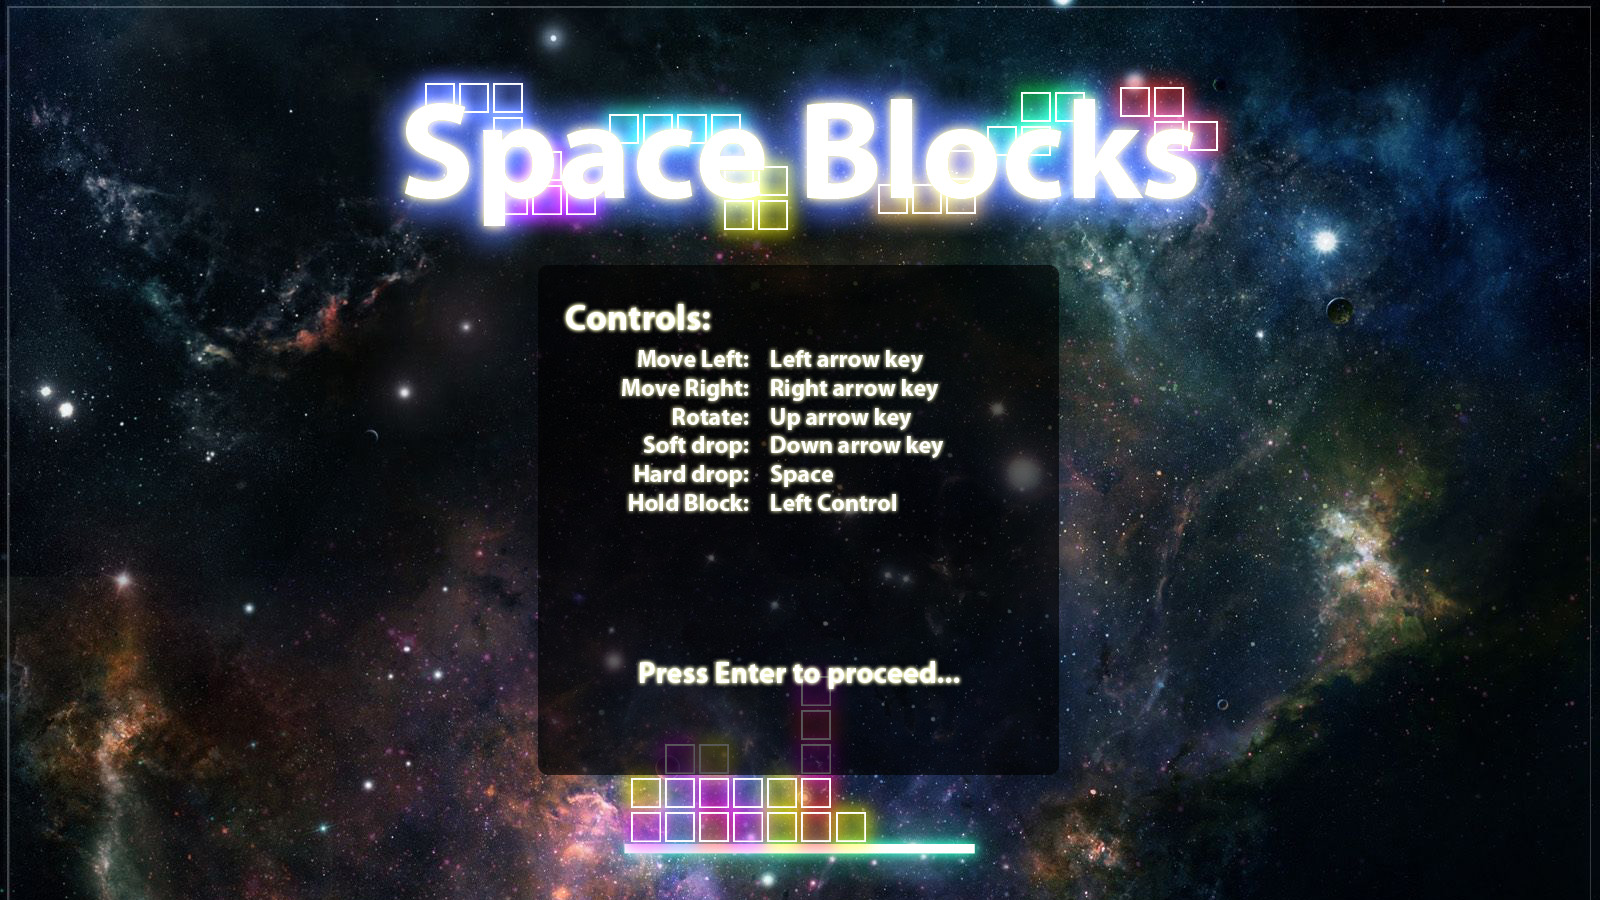 Space Blocks
Controls:
Move Left: Left arrow key
Move Right: Right arrow key
Rotate: Up arrow key
Soft drop: Down arrow key
Hard drop: Space
Hold Block: Left Control
Press Enter to proceed...